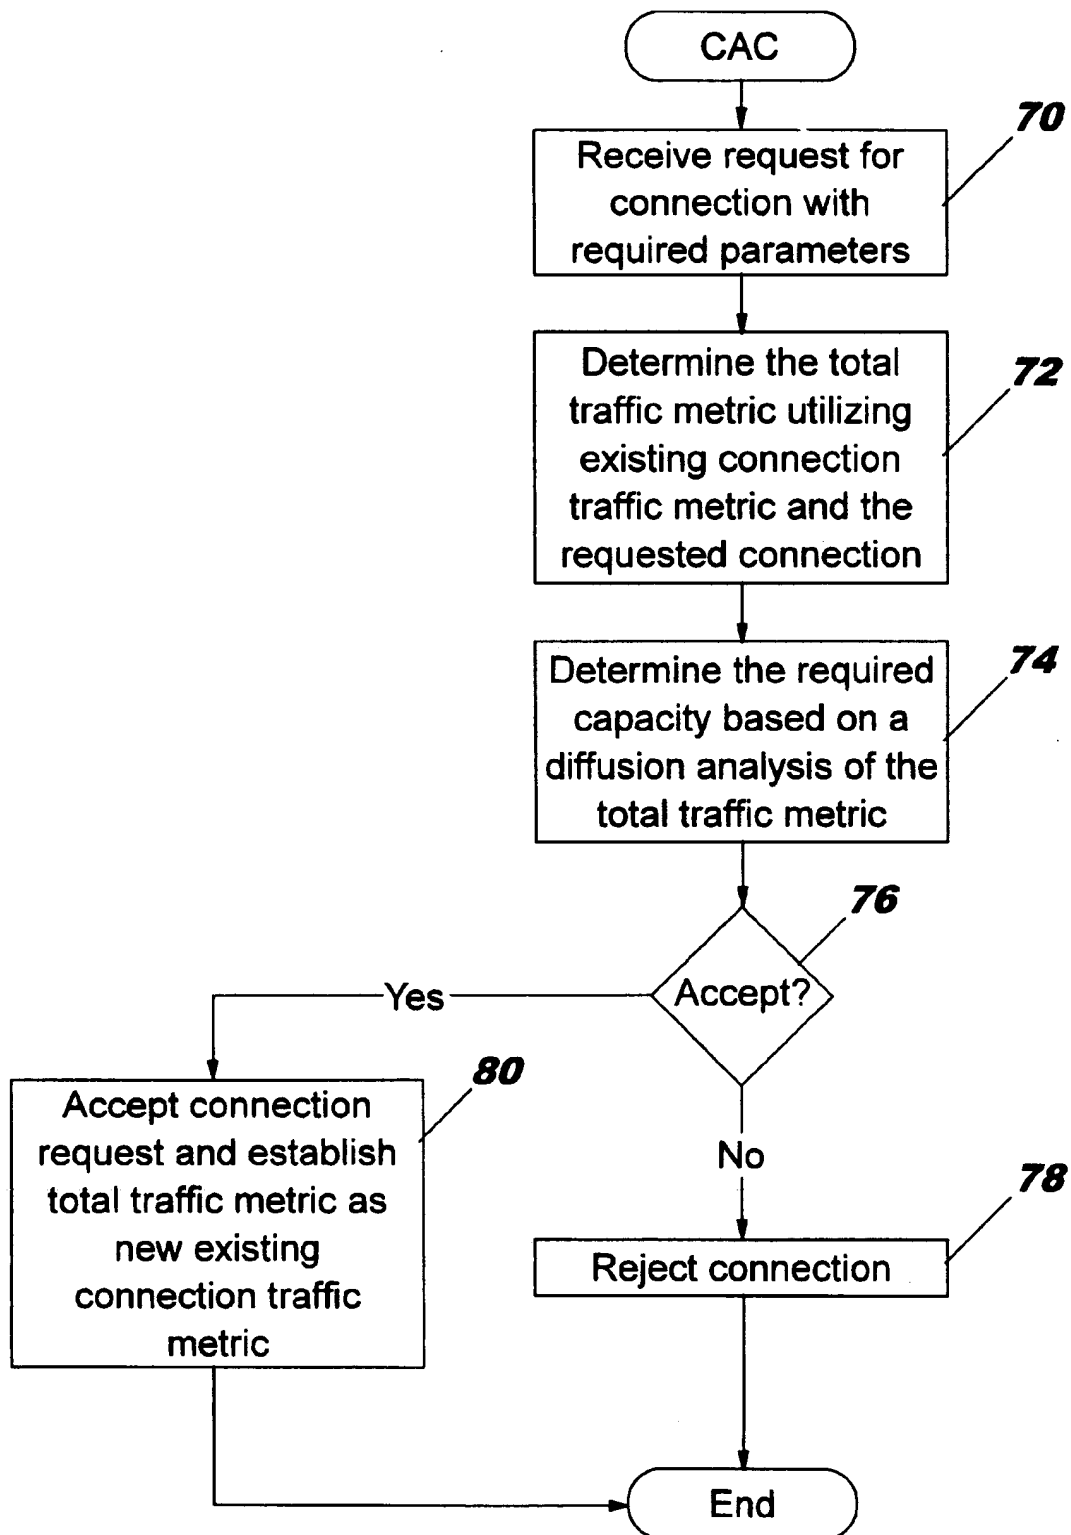 CAC
70
Receive request for
connection with
required parameters
72
Determine the total
traffic metric utilizing
existing connection
traffic metric and the
requested connection
74
Determine the required
capacity based on a
diffusion analysis of the
total traffic metric
76
Accept?
Yes
80
Accept connection
request and establish
total traffic metric as
new existing
connection traffic
metric
No
78
Reject connection
End